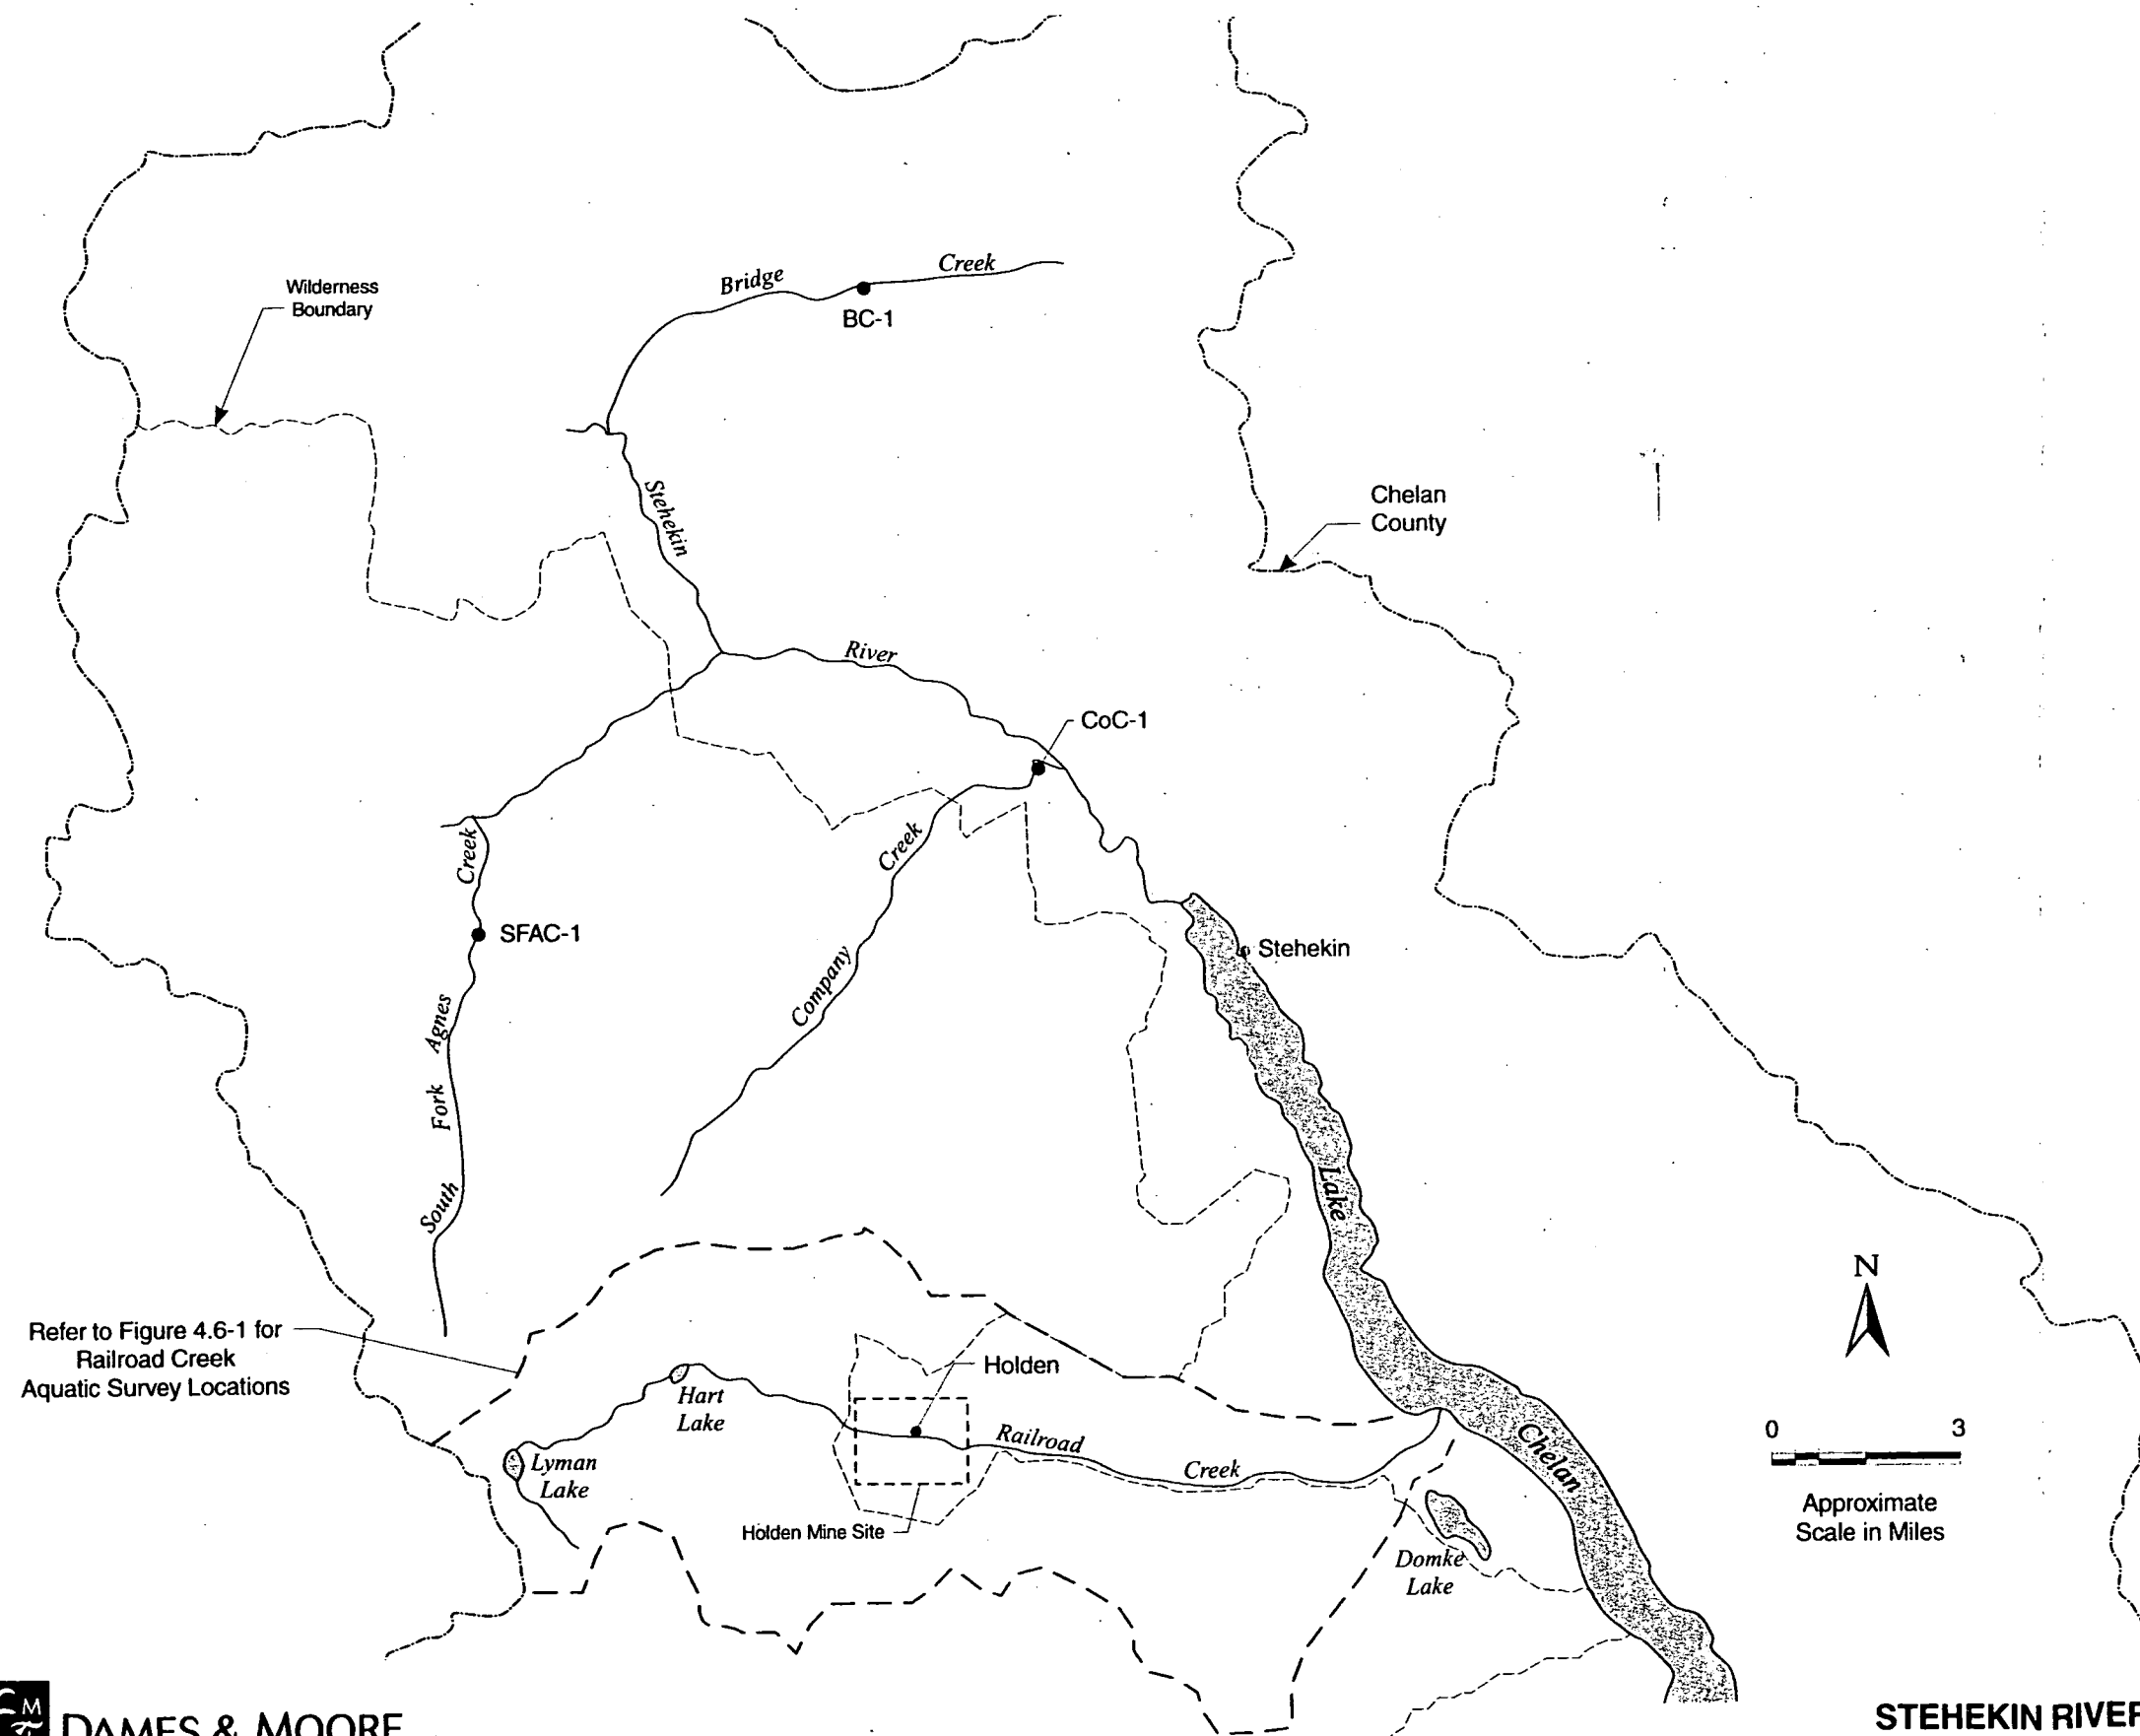 Bridge Creek
BC-1
Wilderness
Boundary
Stehekin
River
Chelan
County
CoC-1
Creek
Company
Creek
SFAC-1
Agnes
Fork
South
Stehekin
Lake
Chelan
N
0 3
Approximate
Scale in Miles
Refer to Figure 4.6-1 for
Railroad Creek
Aquatic Survey Locations
Holden
Hart
Lake
Railroad
Creek
Lyman
Lake
Holden Mine Site
Domke
Lake
DAMES & MOORE
STEHEKIN RIVER